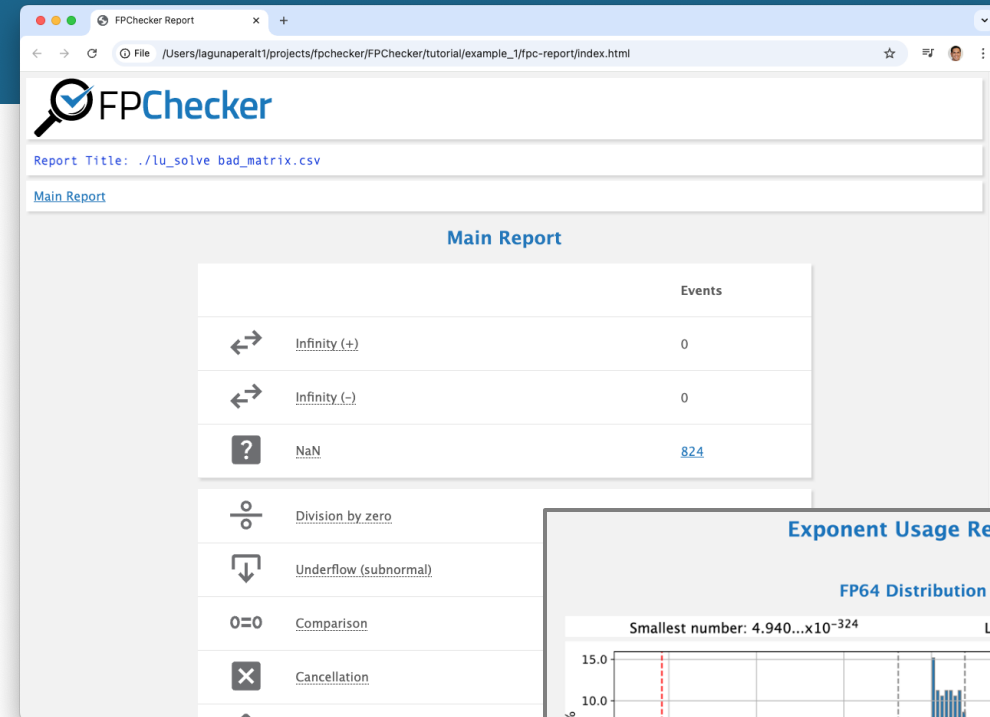 FPChecker Report
File /Users/lagunaperalt1/projects/fpchecker/FPChecker/tutorial/example_1/fpc-report/index.html
FPChecker
Report Title: ./lu_solve bad_matrix.csv
Main Report
Main Report
Events
Infinity (+) 0
Infinity (-) 0
? NaN 824
Division by zero
Underflow (subnormal)
0=0 Comparison
Cancellation
Exponent Usage Re
FP64 Distribution
Smallest number: 4.940...x10⁻³²⁴ L
15.0
10.0